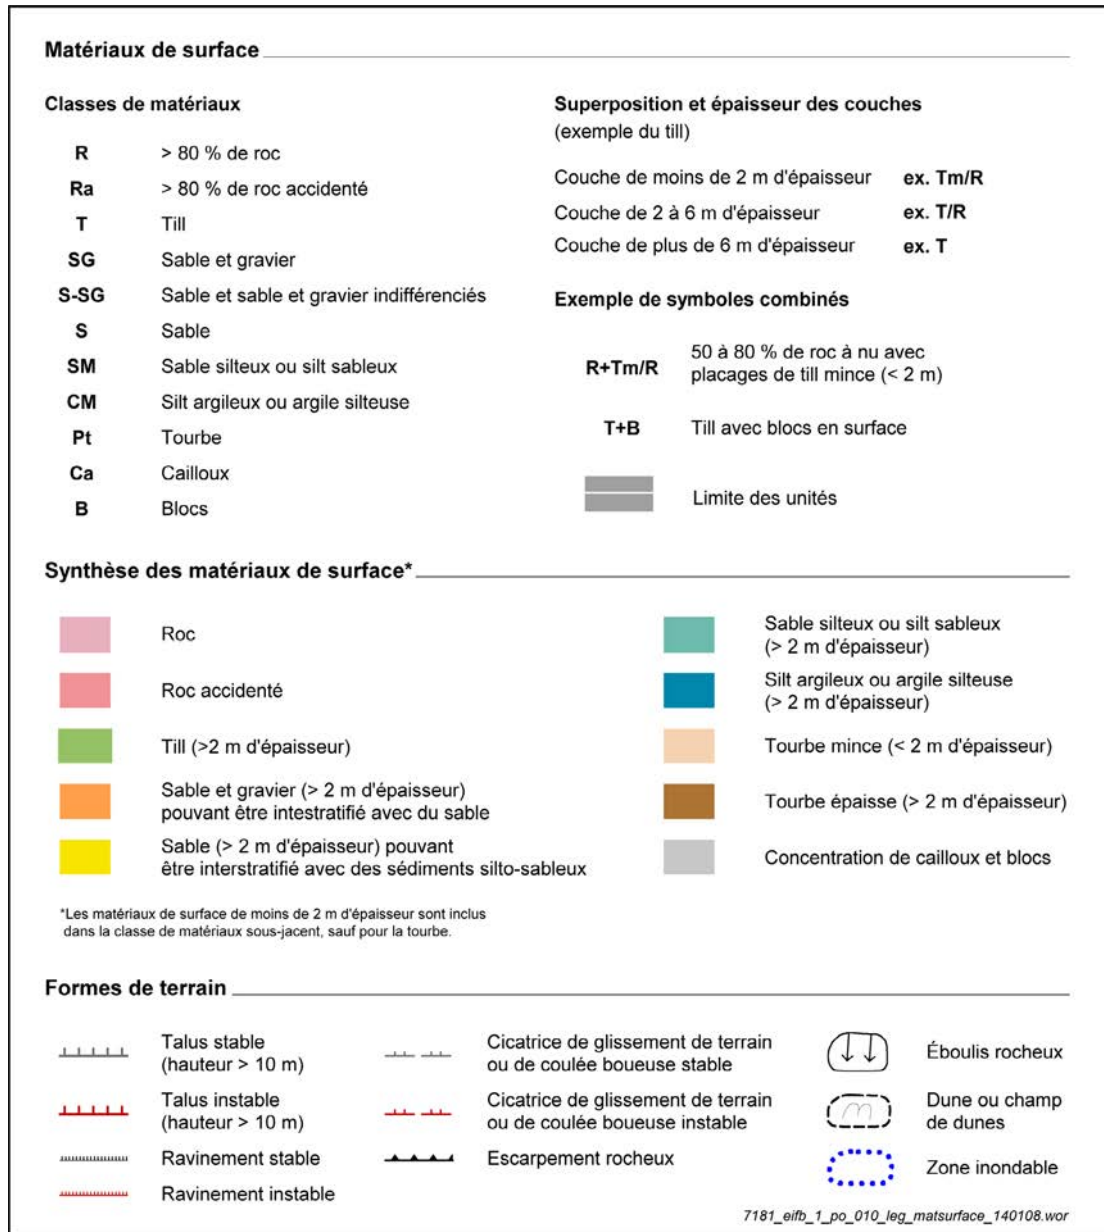 Matériaux de surface
Classes de matériaux
R > 80 % de roc
Ra > 80 % de roc accidenté
T Till
SG Sable et gravier
S-SG Sable et sable et gravier indifférenciés
S Sable
SM Sable silteux ou silt sableux
CM Silt argileux ou argile silteuse
Pt Tourbe
Ca Cailloux
B Blocs
Superposition et épaisseur des couches
(exemple du till)
Couche de moins de 2 m d'épaisseur ex. Tm/R
Couche de 2 à 6 m d'épaisseur ex. T/R
Couche de plus de 6 m d'épaisseur ex. T
Exemple de symboles combinés
R+Tm/R 50 à 80 % de roc à nu avec
placages de till mince (< 2 m)
T+B Till avec blocs en surface
Limite des unités
Synthèse des matériaux de surface*
Roc
Roc accidenté
Till (>2 m d'épaisseur)
Sable et gravier (> 2 m d'épaisseur)
pouvant être intestratifié avec du sable
Sable (> 2 m d'épaisseur) pouvant
être interstratifié avec des sédiments silto-sableux
Sable silteux ou silt sableux
(> 2 m d'épaisseur)
Silt argileux ou argile silteuse
(> 2 m d'épaisseur)
Tourbe mince (< 2 m d'épaisseur)
Tourbe épaisse (> 2 m d'épaisseur)
Concentration de cailloux et blocs
*Les matériaux de surface de moins de 2 m d'épaisseur sont inclus
dans la classe de matériaux sous-jacent, sauf pour la tourbe.
Formes de terrain
Talus stable
(hauteur > 10 m)
Talus instable
(hauteur > 10 m)
Ravinement stable
Ravinement instable
Cicatrice de glissement de terrain
ou de coulée boueuse stable
Cicatrice de glissement de terrain
ou de coulée boueuse instable
Escarpement rocheux
Éboulis rocheux
Dune ou champ
de dunes
Zone inondable
7181_eifb_1_po_010_leg_matsurface_140108.wor